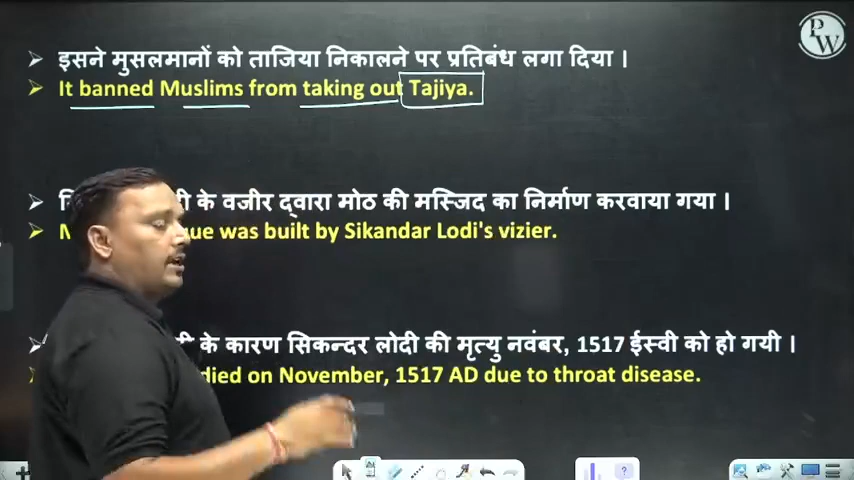 इसने मुसलमानों को ताजिया निकालने पर प्रतिबंध लगा दिया ।
It banned Muslims from taking out Tajiya.
के वजीर द्वारा मोठ की मस्जिद का निर्माण करवाया गया ।
was built by Sikandar Lodi's vizier.
के कारण सिकन्दर लोदी की मृत्यु नवंबर, 1517 ईस्वी को हो गयी ।
died on November, 1517 AD due to throat disease.
PW